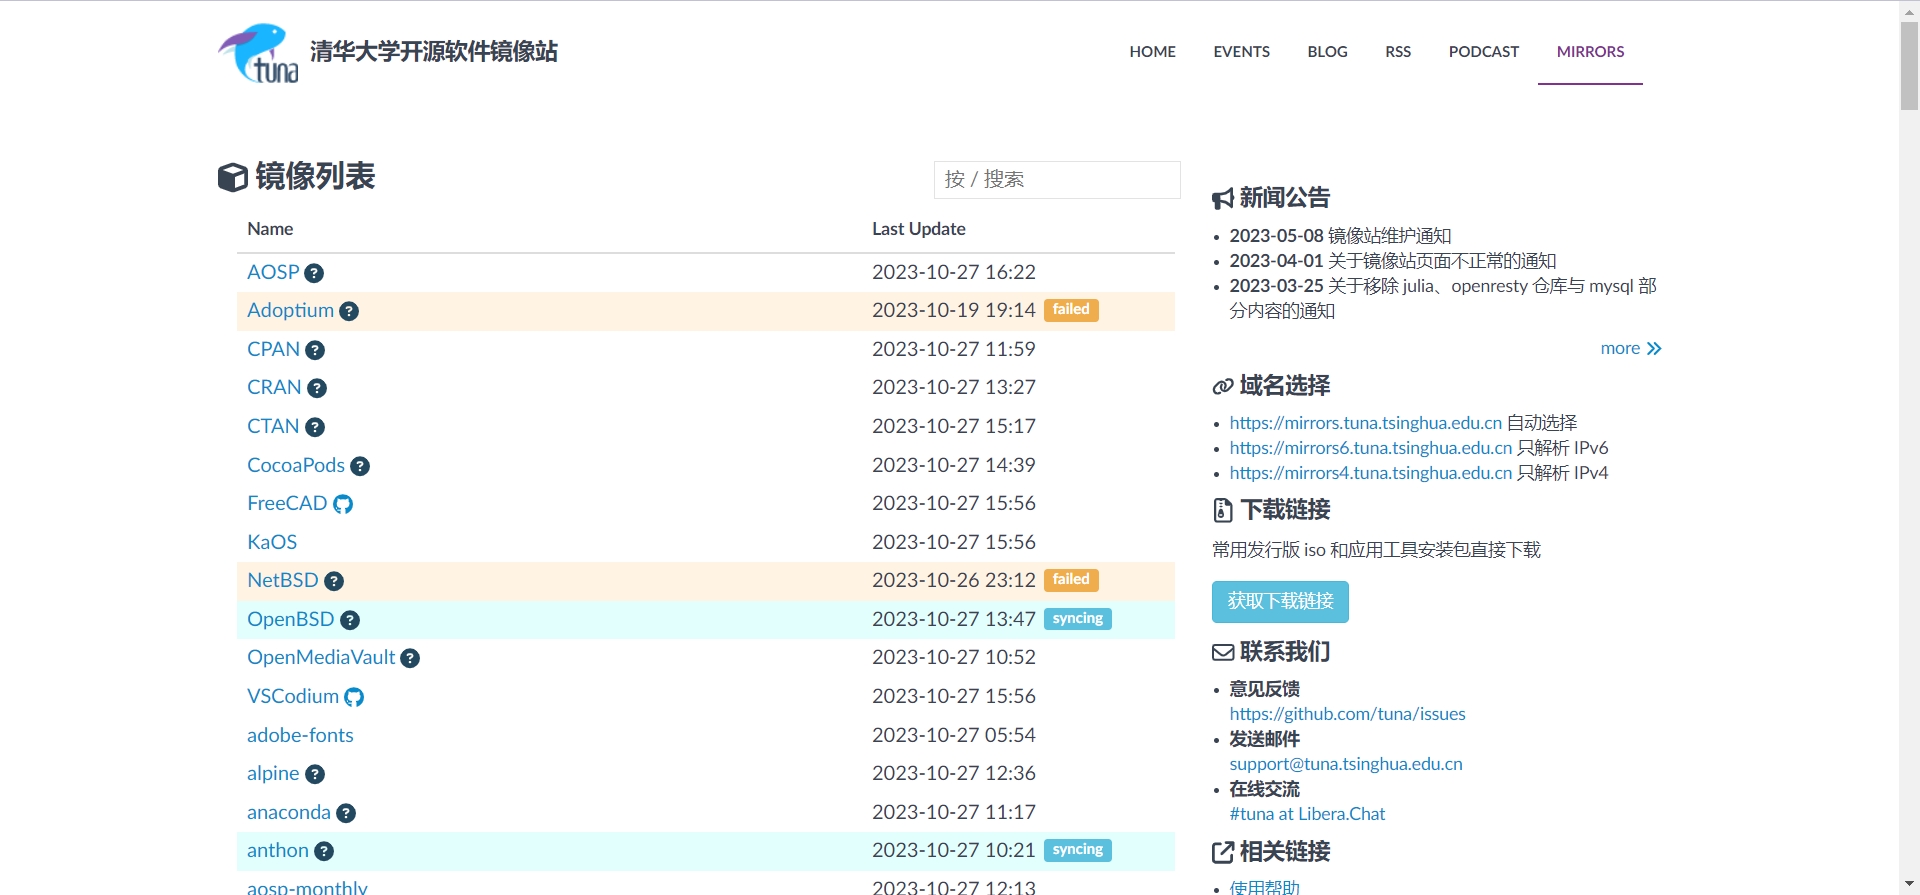 tuna
清华大学开源软件镜像站
HOME EVENTS BLOG RSS PODCAST MIRRORS
镜像列表
按 / 搜索
Name Last Update
AOSP ? 2023-10-27 16:22
Adoptium ? 2023-10-19 19:14 failed
CPAN ? 2023-10-27 11:59
CRAN ? 2023-10-27 13:27
CTAN ? 2023-10-27 15:17
CocoaPods ? 2023-10-27 14:39
FreeCAD 2023-10-27 15:56
KaOS 2023-10-27 15:56
NetBSD ? 2023-10-26 23:12 failed
OpenBSD ? 2023-10-27 13:47 syncing
OpenMediaVault ? 2023-10-27 10:52
VSCodium 2023-10-27 15:56
adobe-fonts 2023-10-27 05:54
alpine ? 2023-10-27 12:36
anaconda ? 2023-10-27 11:17
anthon ? 2023-10-27 10:21 syncing
aosp-monthly 2023-10-27 12:13
新闻公告
2023-05-08 镜像站维护通知
2023-04-01 关于镜像站页面不正常的通知
2023-03-25 关于移除 julia、openresty 仓库与 mysql 部
分内容的通知
more
域名选择
https://mirrors.tuna.tsinghua.edu.cn 自动选择
https://mirrors6.tuna.tsinghua.edu.cn 只解析 IPv6
https://mirrors4.tuna.tsinghua.edu.cn 只解析 IPv4
下载链接
常用发行版 iso 和应用工具安装包直接下载
获取下载链接
联系我们
意见反馈
https://github.com/tuna/issues
发送邮件
support@tuna.tsinghua.edu.cn
在线交流
#tuna at Libera.Chat
相关链接
使用帮助